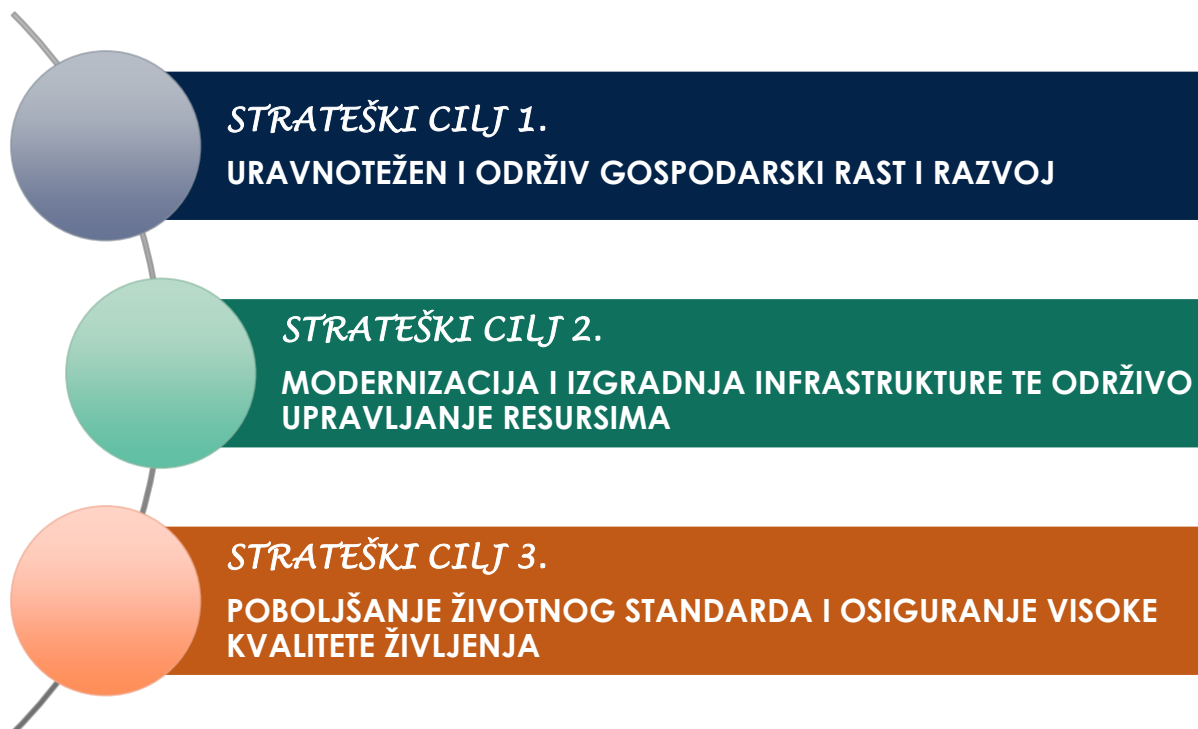 STRATEŠKI CILJ 1.
URAVNOTEŽEN I ODRŽIV GOSPODARSKI RAST I RAZVOJ
STRATEŠKI CILJ 2.
MODERNIZACIJA I IZGRADNJA INFRASTRUKTURE TE ODRŽIVO
UPRAVLJANJE RESURSIMA
STRATEŠKI CILJ 3.
POBOLJŠANJE ŽIVOTNOG STANDARDA I OSIGURANJE VISOKE
KVALITETE ŽIVLJENJA